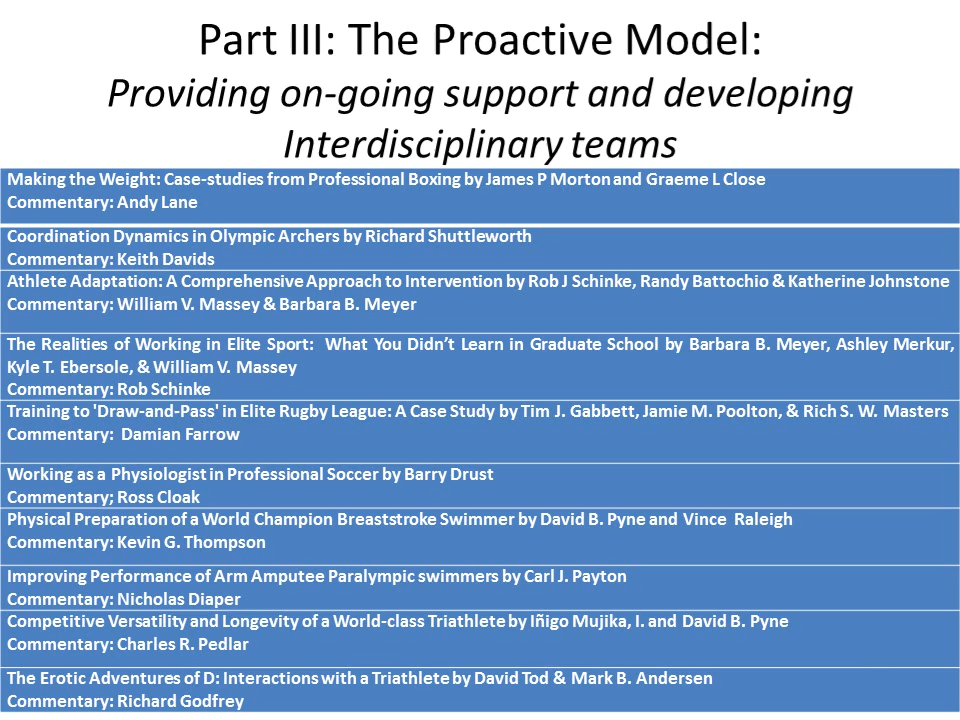 Part III: The Proactive Model:
Providing on-going support and developing
Interdisciplinary teams
Making the Weight: Case-studies from Professional Boxing by James P Morton and Graeme L Close
Commentary: Andy Lane
Coordination Dynamics in Olympic Archers by Richard Shuttleworth
Commentary: Keith Davids
Athlete Adaptation: A Comprehensive Approach to Intervention by Rob J Schinke, Randy Battochio & Katherine Johnstone
Commentary: William V. Massey & Barbara B. Meyer
The Realities of Working in Elite Sport: What You Didn't Learn in Graduate School by Barbara B. Meyer, Ashley Merkur,
Kyle T. Ebersole, & William V. Massey
Commentary: Rob Schinke
Training to 'Draw-and-Pass' in Elite Rugby League: A Case Study by Tim J. Gabbett, Jamie M. Poolton, & Rich S. W. Masters
Commentary: Damian Farrow
Working as a Physiologist in Professional Soccer by Barry Drust
Commentary; Ross Cloak
Physical Preparation of a World Champion Breaststroke Swimmer by David B. Pyne and Vince Raleigh
Commentary: Kevin G. Thompson
Improving Performance of Arm Amputee Paralympic swimmers by Carl J. Payton
Commentary: Nicholas Diaper
Competitive Versatility and Longevity of a World-class Triathlete by Iñigo Mujika, I. and David B. Pyne
Commentary: Charles R. Pedlar
The Erotic Adventures of D: Interactions with a Triathlete by David Tod & Mark B. Andersen
Commentary: Richard Godfrey